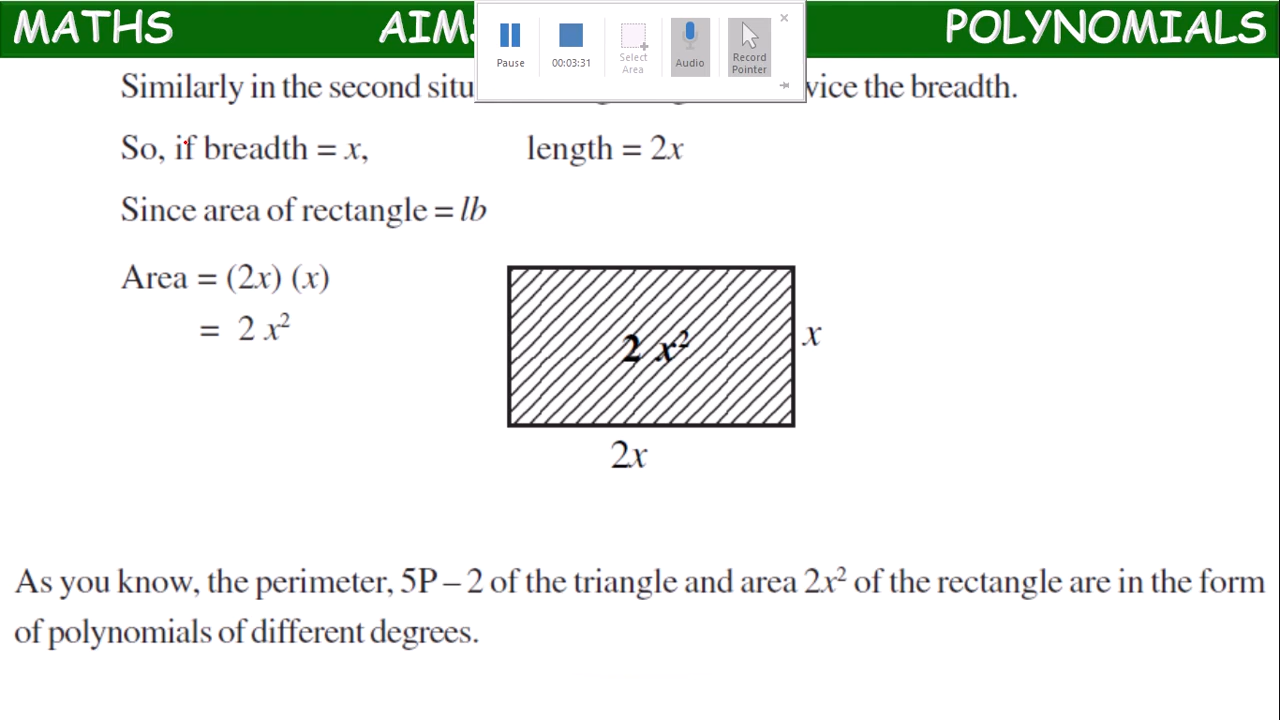 MATHS AIMS POLYNOMIALS
Pause 00:03:31 Select Area Audio Record Pointer
Similarly in the second the breadth.
So, if breadth = x, length = 2x
Since area of rectangle = lb
Area = (2x) (x)
= 2 x²
2 x²
x
2x
As you know, the perimeter, 5P – 2 of the triangle and area 2x² of the rectangle are in the form
of polynomials of different degrees.